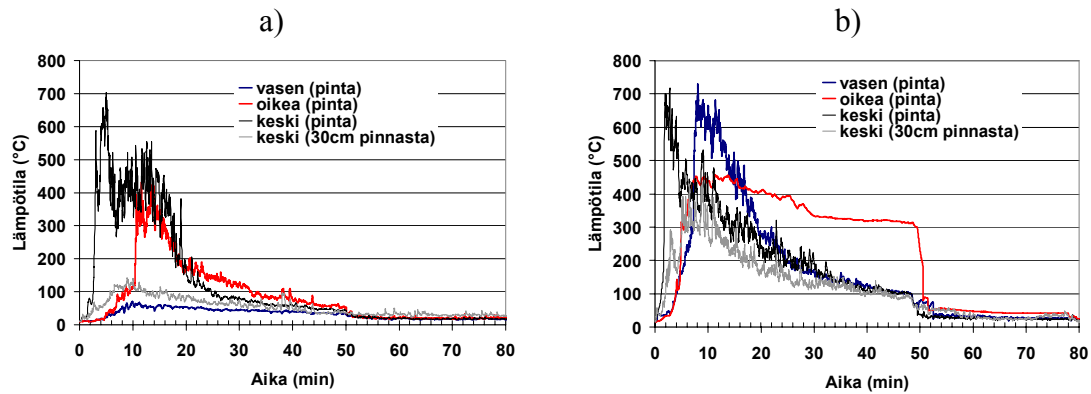 a)
800
700
600
500
400
300
200
100
0
Lämpötila (°C)
vasen (pinta)
oikea (pinta)
keski (pinta)
keski (30cm pinnasta)
0 10 20 30 40 50 60 70 80
Aika (min)
b)
800
700
600
500
400
300
200
100
0
Lämpötila (°C)
vasen (pinta)
oikea (pinta)
keski (pinta)
keski (30cm pinnasta)
0 10 20 30 40 50 60 70 80
Aika (min)